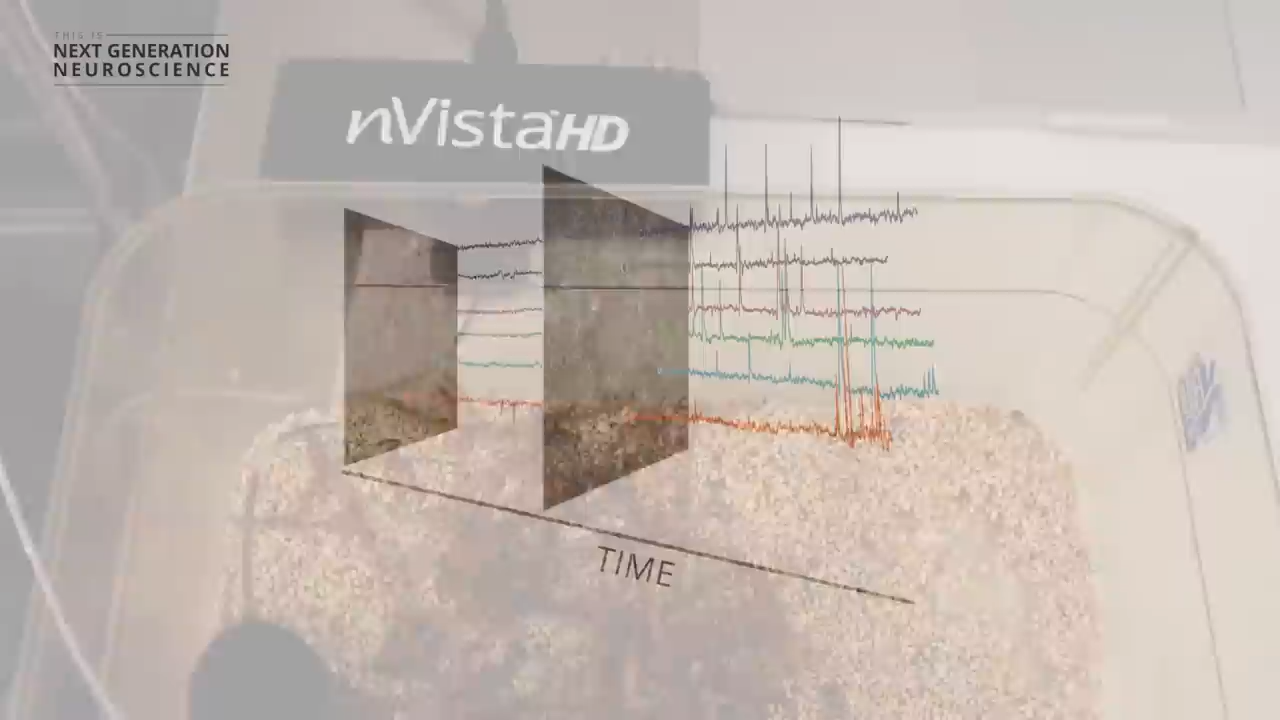 THIS IS
NEXT GENERATION
NEUROSCIENCE
nVistaHD
TIME